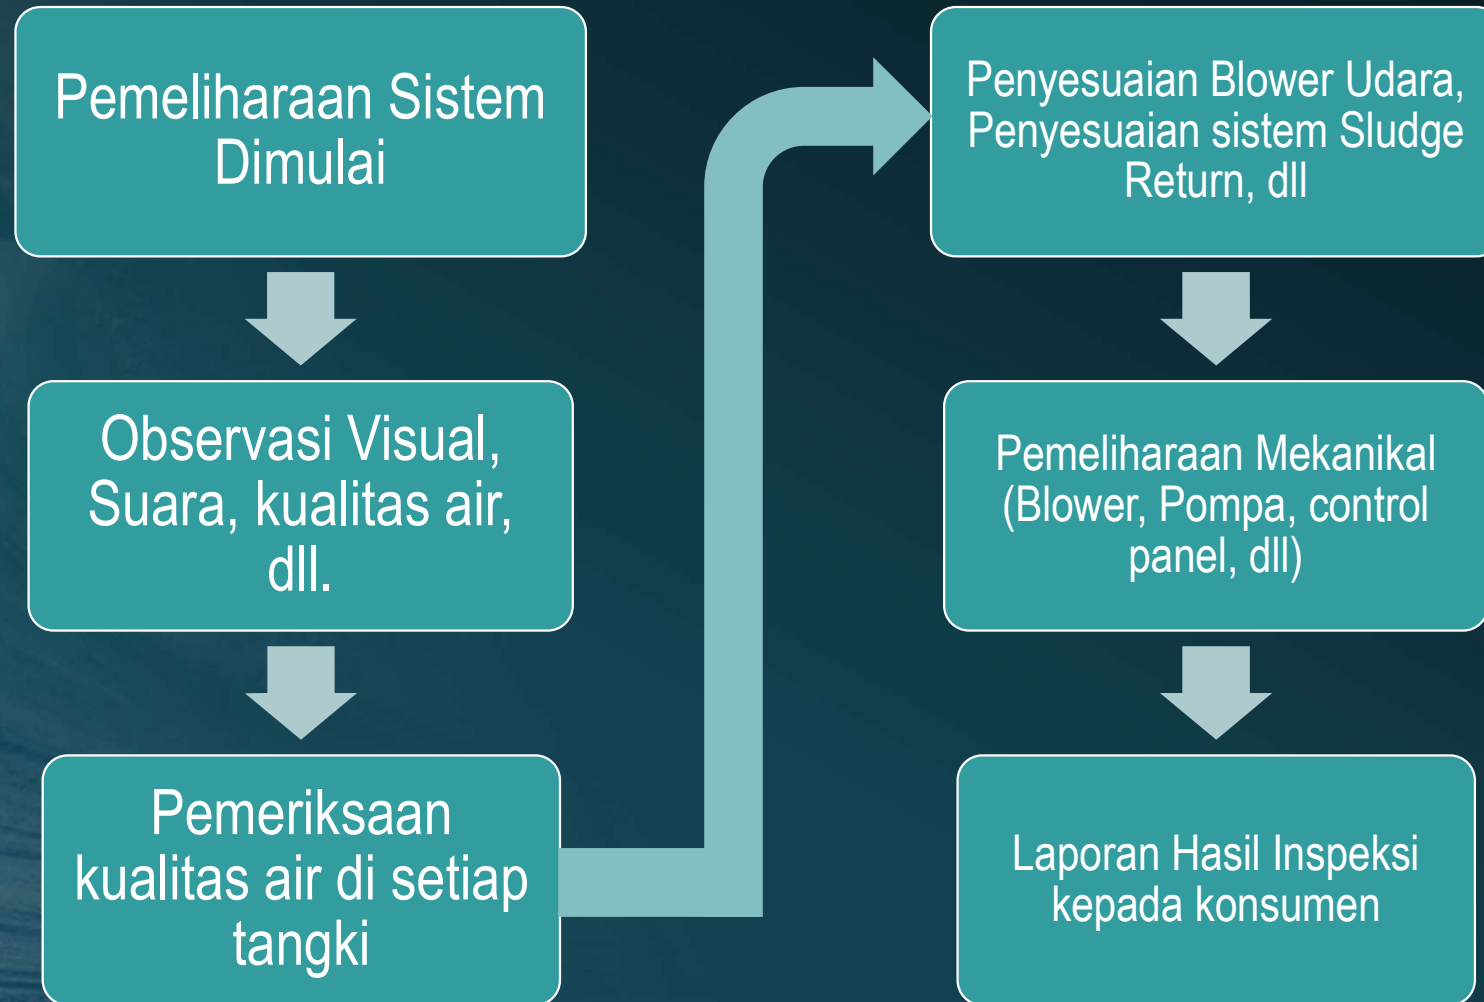 Pemeliharaan Sistem
Dimulai
Observasi Visual,
Suara, kualitas air,
dll.
Pemeriksaan
kualitas air di setiap
tangki
Penyesuaian Blower Udara,
Penyesuaian sistem Sludge
Return, dll
Pemeliharaan Mekanikal
(Blower, Pompa, control
panel, dll)
Laporan Hasil Inspeksi
kepada konsumen